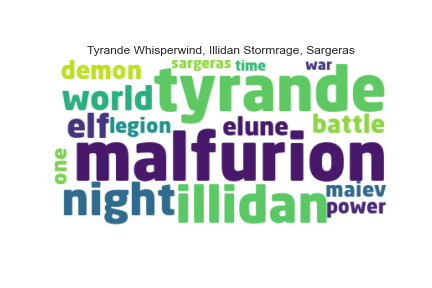 Tyrande Whisperwind, Illidan Stormrage, Sargeras
demon sargeras time war
world tyrande
elf legion elune battle
one malfurion
night illidan maiev
power